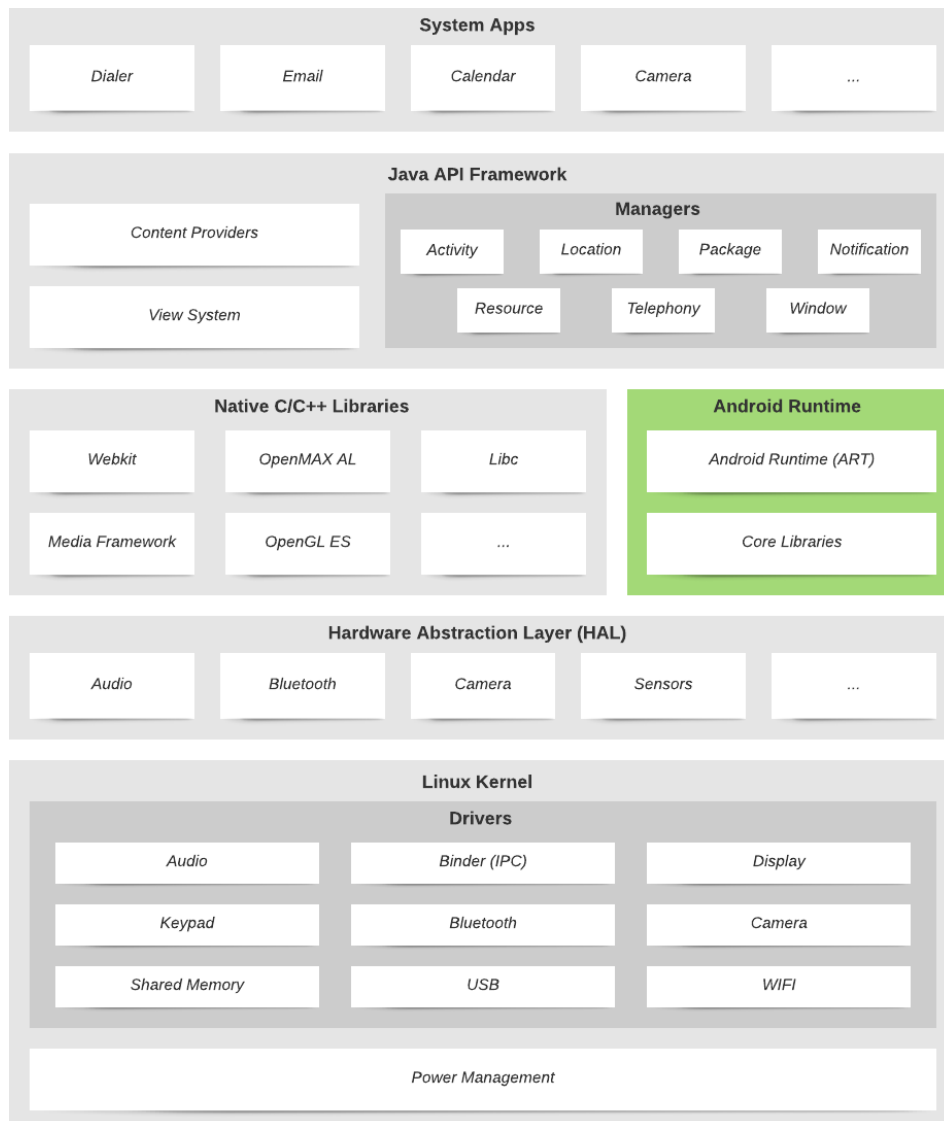 System Apps
Dialer
Email
Calendar
Camera
...
Java API Framework
Content Providers
View System
Managers
Activity
Location
Package
Notification
Resource
Telephony
Window
Native C/C++ Libraries
Webkit
OpenMAX AL
Libc
Media Framework
OpenGL ES
...
Android Runtime
Android Runtime (ART)
Core Libraries
Hardware Abstraction Layer (HAL)
Audio
Bluetooth
Camera
Sensors
...
Linux Kernel
Drivers
Audio
Binder (IPC)
Display
Keypad
Bluetooth
Camera
Shared Memory
USB
WIFI
Power Management